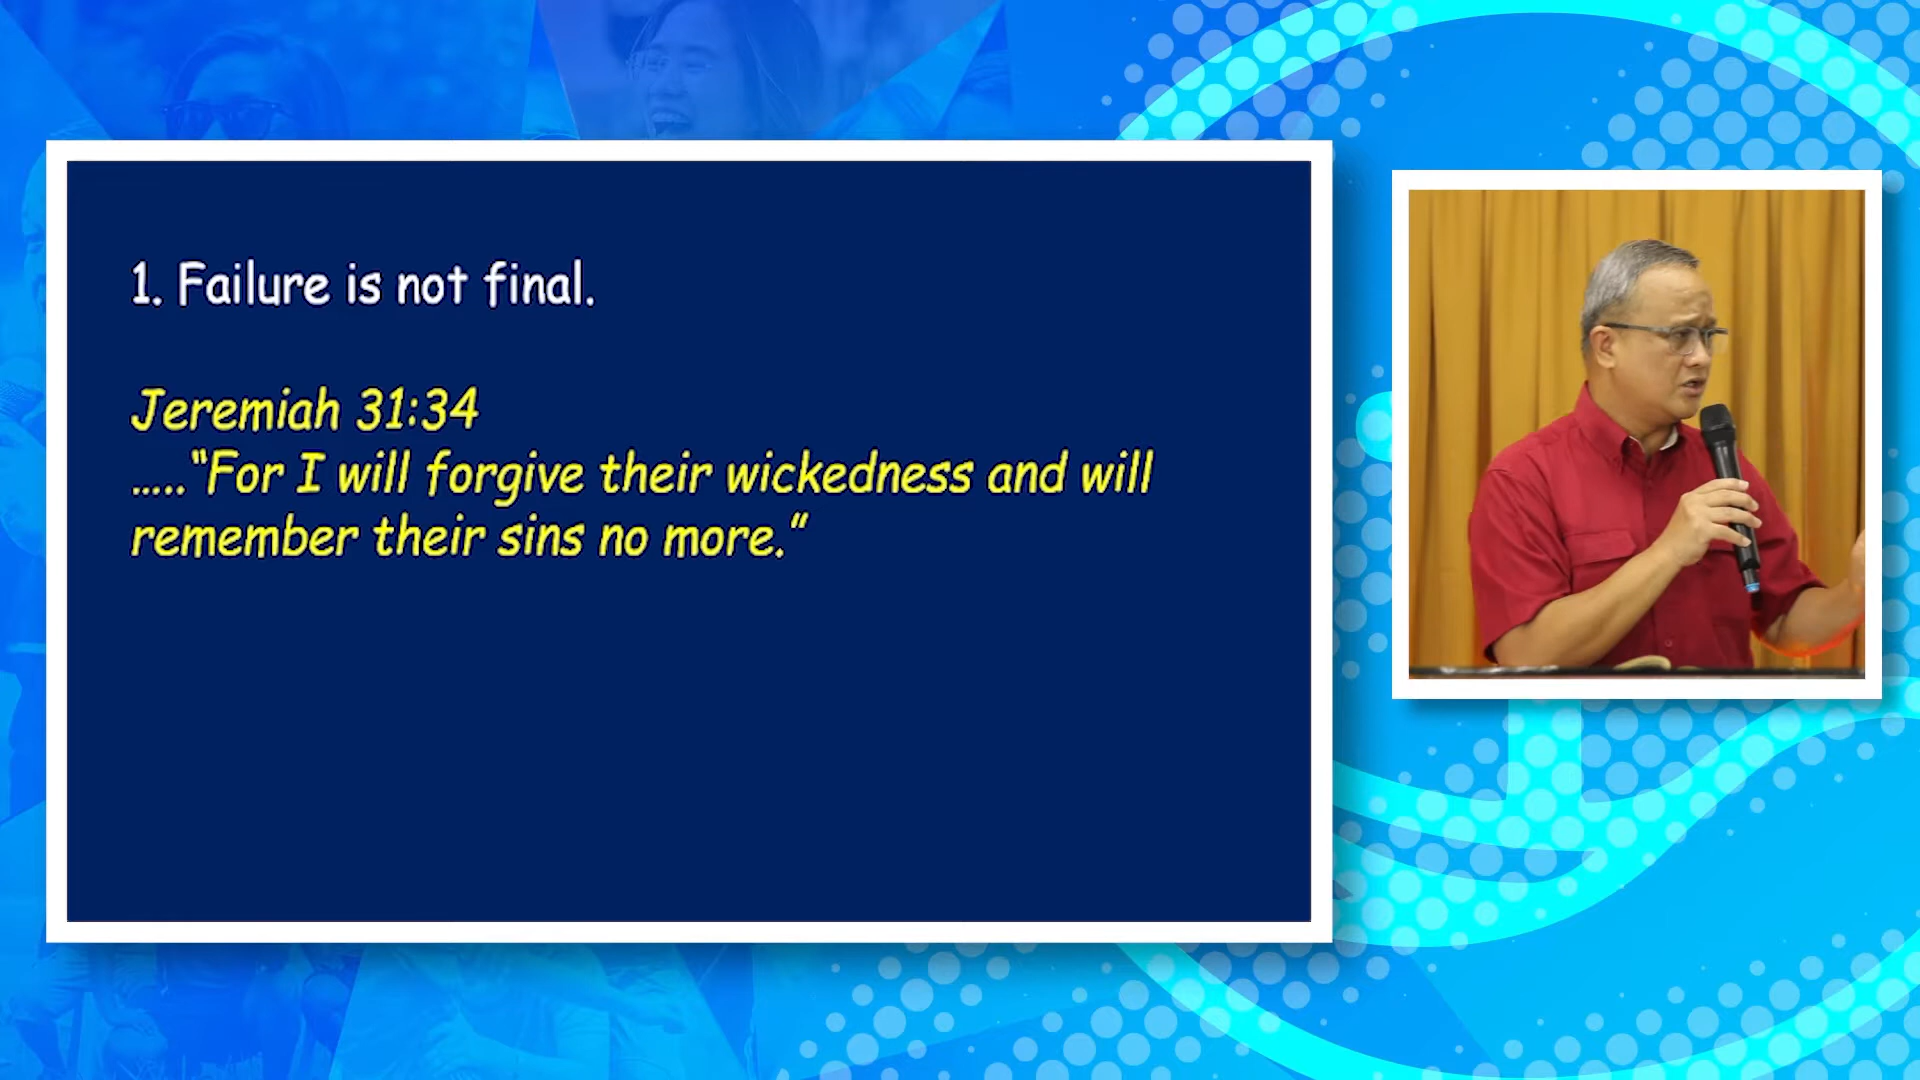 1. Failure is not final.
Jeremiah 31:34
....."For I will forgive their wickedness and will
remember their sins no more."